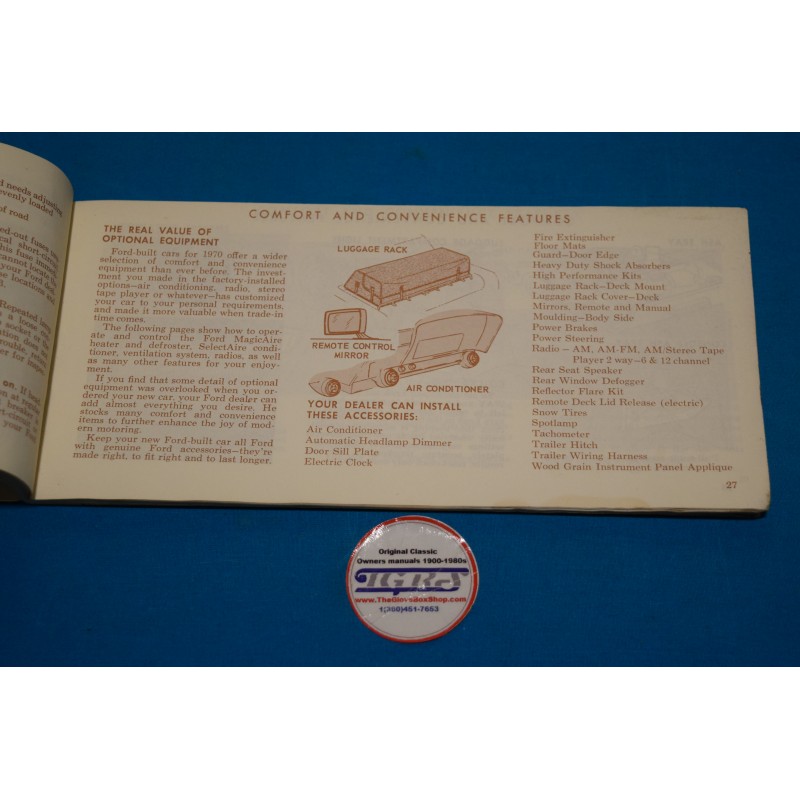 d needs adjusting
evenly loaded
of road
COMFORT AND CONVENIENCE FEATURES
THE REAL VALUE OF
OPTIONAL EQUIPMENT
Ford-built cars for 1970 offer a wider
selection of comfort and convenience
equipment than ever before. The invest-
ment you made in the factory-installed
options—air conditioning, radio, stereo
tape player or whatever—has customized
your car to your personal requirements,
and made it more valuable when trade-in
time comes.
The following pages show how to oper-
ate and control the Ford MagicAire
heater and defroster, SelectAire condi-
tioner, ventilation system, radios, as well
as many other features for your enjoy-
ment.
If you find that some detail of optional
equipment was overlooked when you or-
dered your new car, your Ford dealer can
add almost everything you desire. He
stocks many comfort and convenience
items to further enhance the joy of mod-
ern motoring.
Keep your new Ford-built car all Ford
with genuine Ford accessories—they're
made right, to fit right and to last longer.
LUGGAGE RACK
REMOTE CONTROL
MIRROR
AIR CONDITIONER
YOUR DEALER CAN INSTALL
THESE ACCESSORIES:
Air Conditioner
Automatic Headlamp Dimmer
Door Sill Plate
Electric Clock
Fire Extinguisher
Floor Mats
Guard—Door Edge
Heavy Duty Shock Absorbers
High Performance Kits
Luggage Rack—Deck Mount
Luggage Rack Cover—Deck
Mirrors, Remote and Manual
Moulding—Body Side
Power Brakes
Power Steering
Radio — AM, AM-FM, AM/Stereo Tape
Player 2 way—6 & 12 channel
Rear Seat Speaker
Rear Window Defogger
Reflector Flare Kit
Remote Deck Lid Release (electric)
Snow Tires
Spotlamp
Tachometer
Trailer Hitch
Trailer Wiring Harness
Wood Grain Instrument Panel Applique
27
Original Classic
Owners manuals 1900-1980s
www.TheGloveboxShop.com
1(360)451-7653